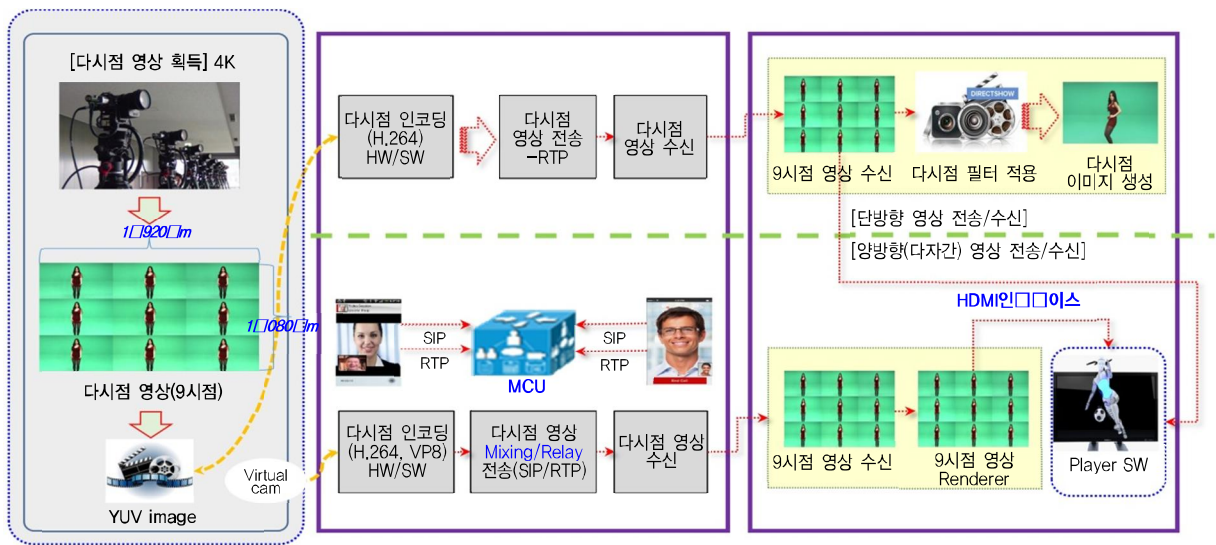 [다시점 영상 획득] 4K
1□920□m
1□080□m
다시점 영상(9시점)
YUV image
Virtual
cam
다시점 인코딩
(H.264)
HW/SW
다시점
영상 전송
-RTP
다시점
영상 수신
SIP
RTP
MCU
SIP
RTP
다시점 인코딩
(H.264, VP8)
HW/SW
다시점 영상
Mixing/Relay
전송(SIP/RTP)
다시점 영상
수신
9시점 영상 수신
DIRECTSHOW
다시점 필터 적용
다시점
이미지 생성
[단방향 영상 전송/수신]
[양방향(다자간) 영상 전송/수신]
HDMI인□□이스
9시점 영상 수신
9시점 영상
Renderer
Player SW